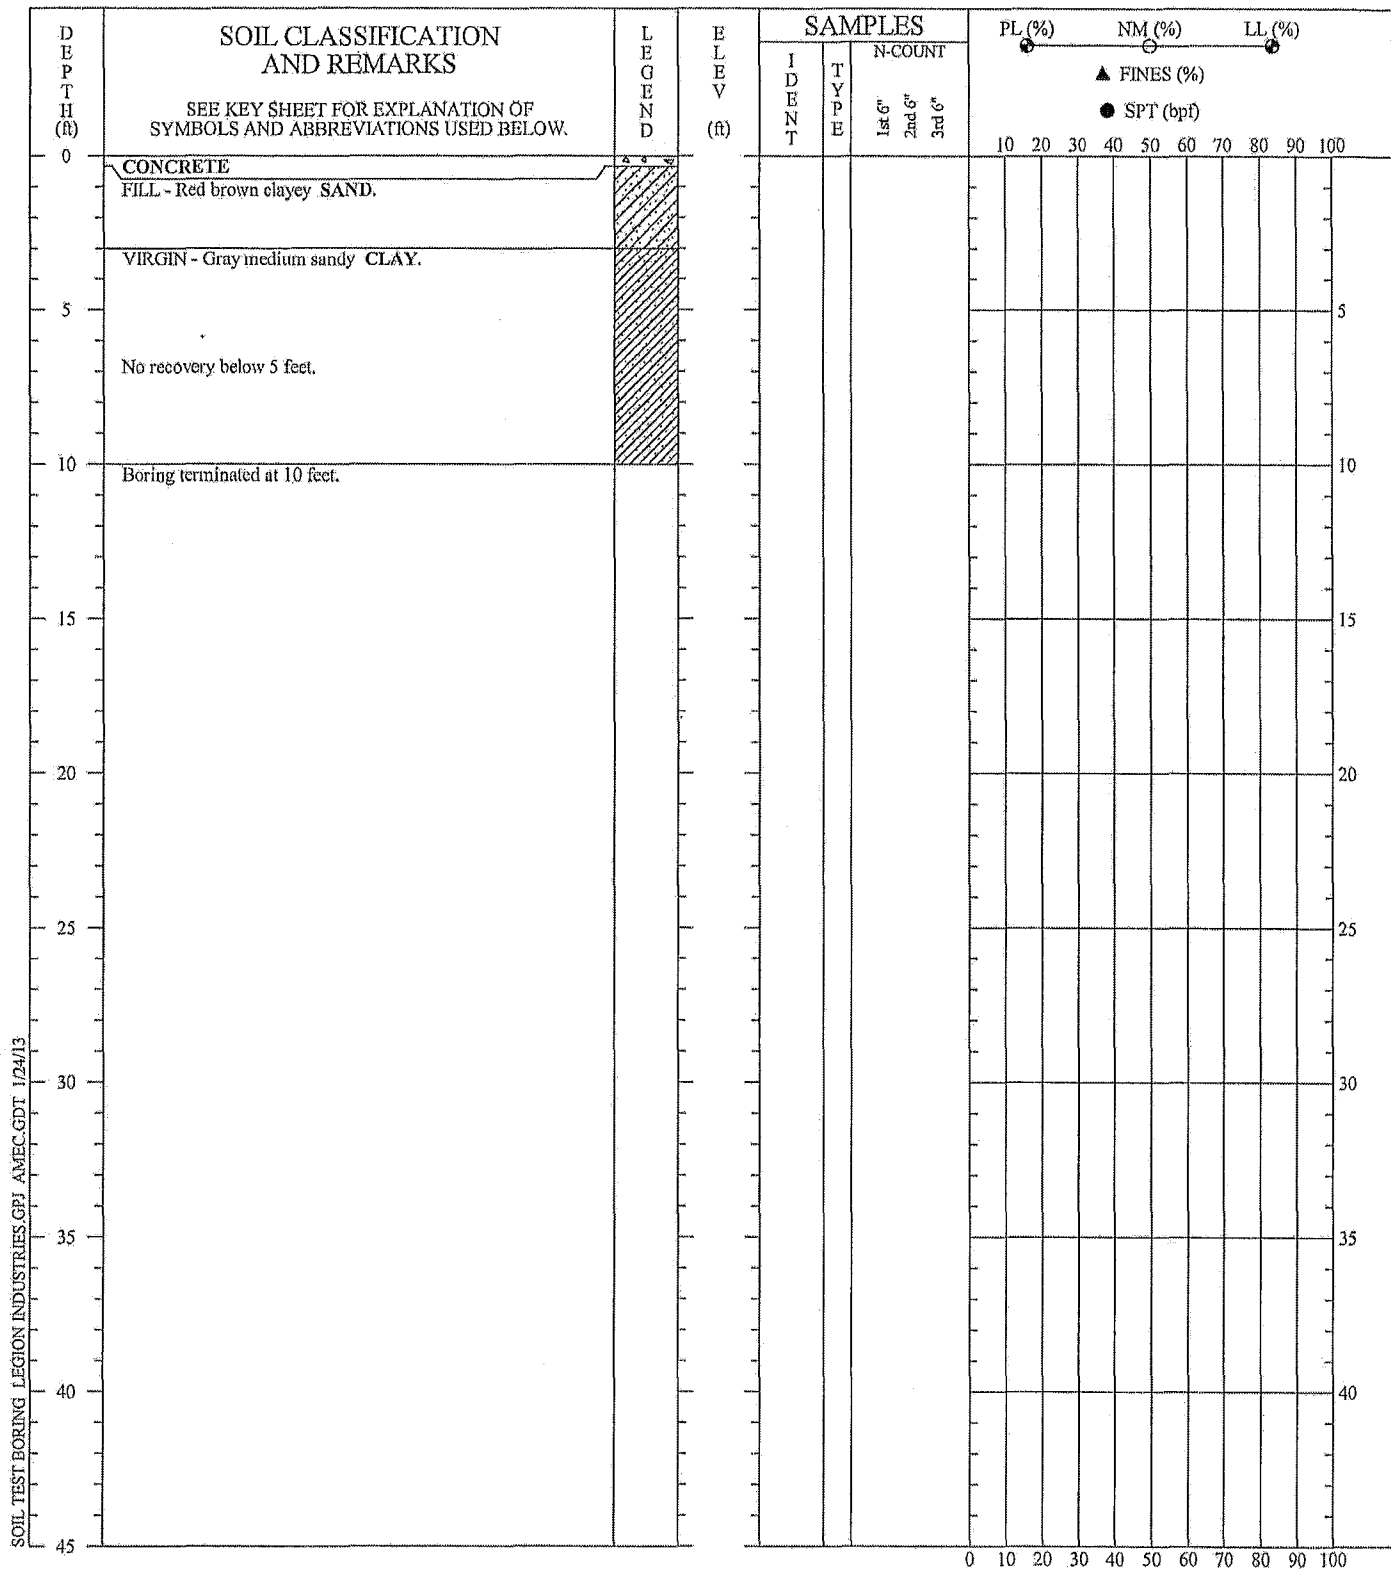 DEPTH (ft)
SOIL CLASSIFICATION
AND REMARKS
SEE KEY SHEET FOR EXPLANATION OF
SYMBOLS AND ABBREVIATIONS USED BELOW.
LEGEND
ELEV (ft)
SAMPLES
IDENT
TYPE
N-COUNT
1st 6"
2nd 6"
3rd 6"
PL (%) NM (%) LL (%)
▲ FINES (%)
● SPT (bpf)
10 20 30 40 50 60 70 80 90 100
0
CONCRETE
FILL - Red brown clayey SAND.
VIRGIN - Gray medium sandy CLAY.
5 5
No recovery below 5 feet.
10 10
Boring terminated at 10 feet.
15 15
20 20
25 25
30 30
35 35
40 40
45
0 10 20 30 40 50 60 70 80 90 100
SOIL TEST BORING LEGION INDUSTRIES.GPJ AMEC.GDT 1/24/13